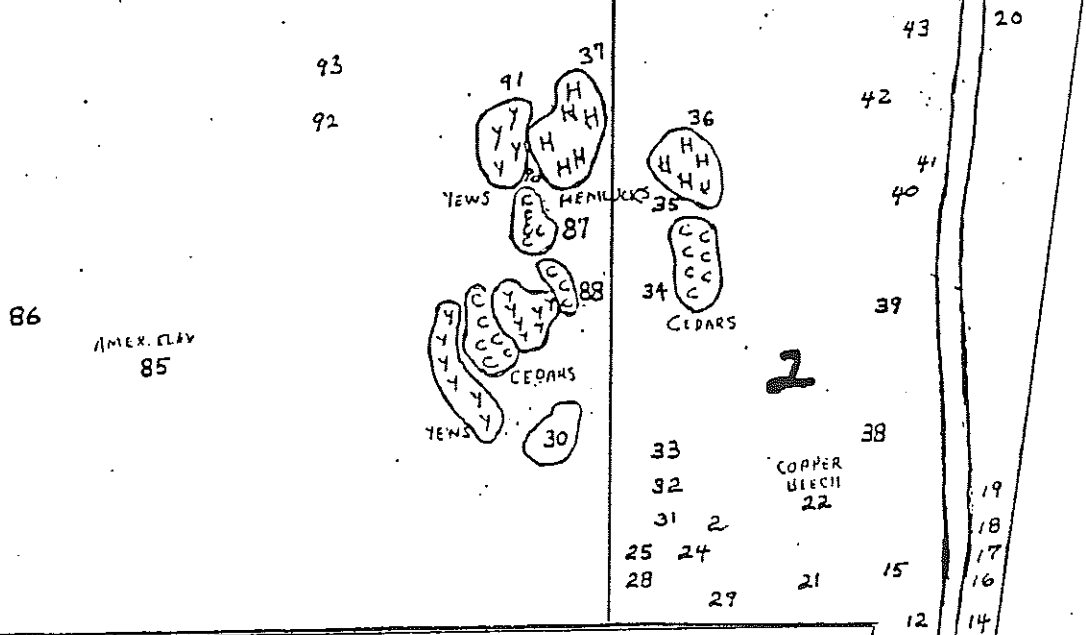 43 20
93
37
91
42
92
36
Y H
Y H H
Y H
Y H H
H
H H
H
41
40
YEWS HEMLOCKS 35
C
C
C C
C
87
C C
C C
C C
C
34
CEDARS
C
C
C
88
39
86
AMER. ELM
85
Y
Y
Y
Y
Y
Y
C
C
C
C C
C C
Y Y
Y Y
Y Y
Y Y
CEDARS
2
YEWS
30
38
33
COPPER
BEECH
22
32
19
31 2
18
25 24
17
28
21
15
16
29
12 14